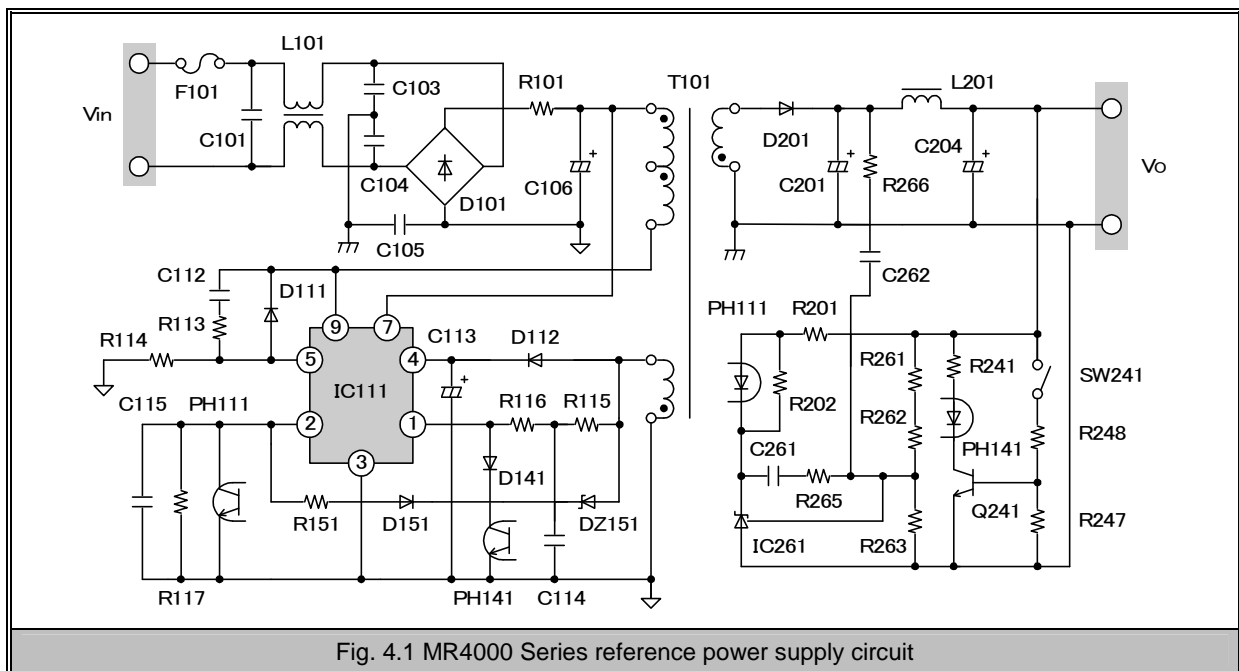 L101
F101
C103
R101
T101
L201
Vin
C101
C104
D101
C106
D201
C201
R266
C204
Vo
C105
C262
C112
D111
R113
R114
9
7
5
4
IC111
2
1
3
C113
D112
PH111
R201
R261
R241
SW241
R202
R262
PH141
R248
C115
PH111
R116
R115
C261
R265
D141
R151
D151
DZ151
IC261
R263
Q241
R247
R117
PH141
C114
Fig. 4.1 MR4000 Series reference power supply circuit
+
+
+
+